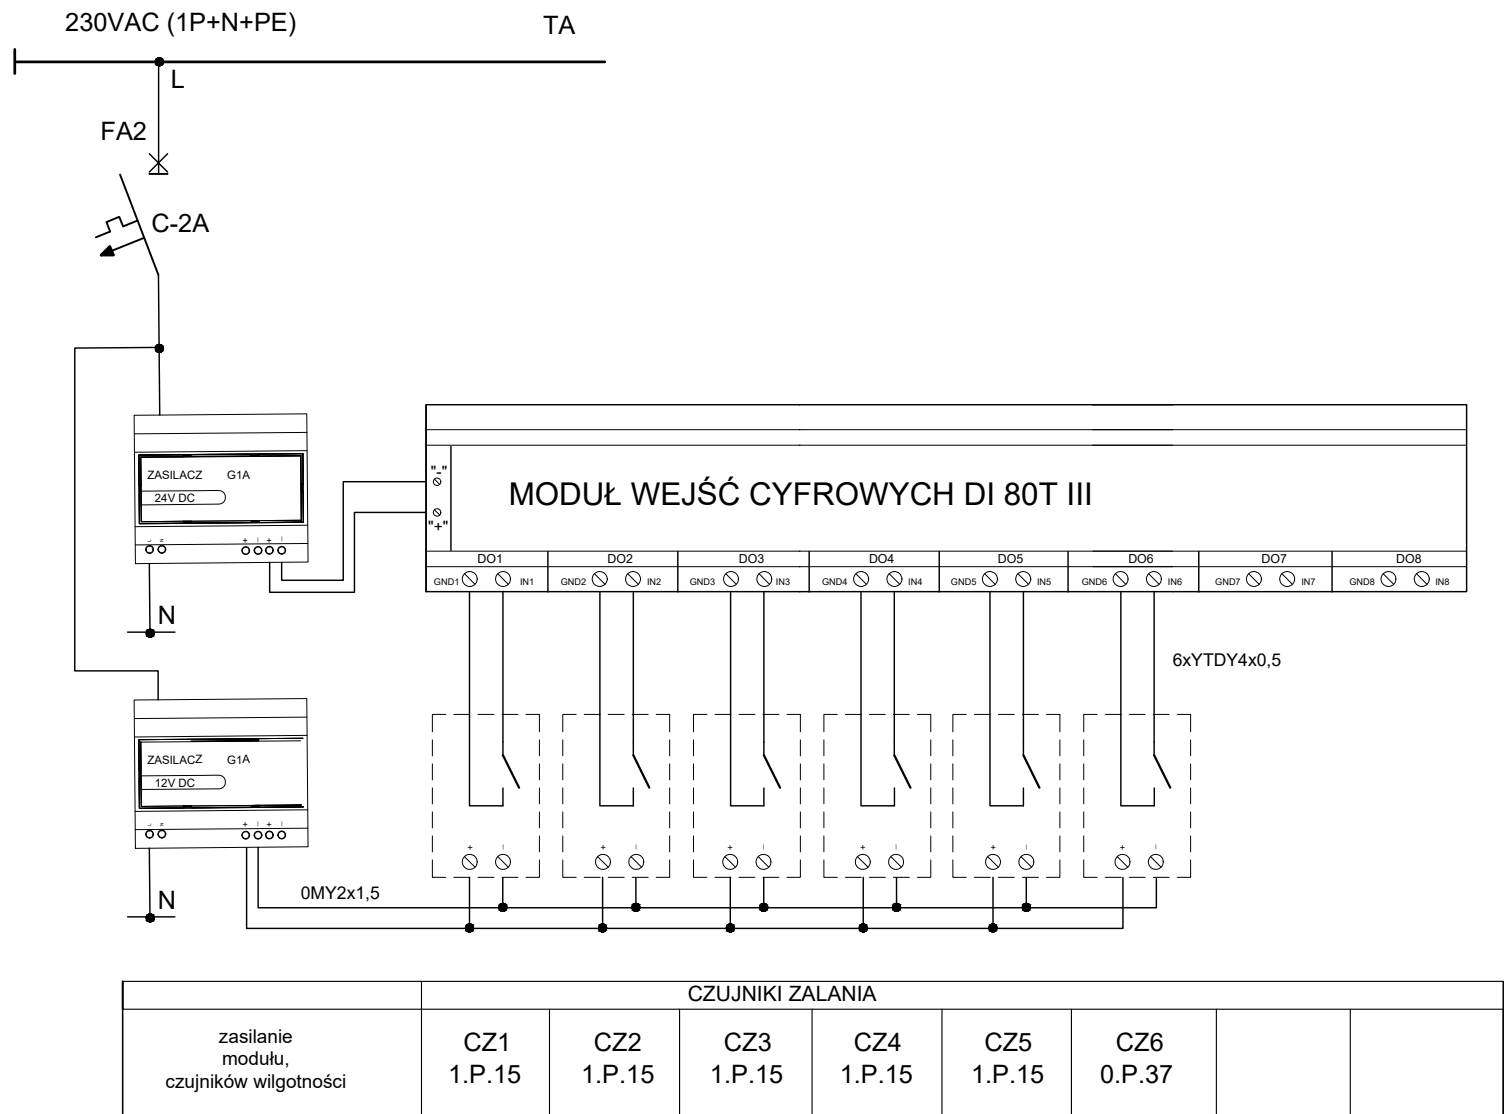 230VAC (1P+N+PE) TA
L
FA2
C-2A
ZASILACZ G1A
24V DC
L N + − + −
N
"-"
"+"
MODUŁ WEJŚĆ CYFROWYCH DI 80T III
DO1 DO2 DO3 DO4 DO5 DO6 DO7 DO8
GND1 IN1 GND2 IN2 GND3 IN3 GND4 IN4 GND5 IN5 GND6 IN6 GND7 IN7 GND8 IN8
6xYTDY4x0,5
ZASILACZ G1A
12V DC
L N + − + −
N
+ − + − + − + − + − + −
0MY2x1,5
CZUJNIKI ZALANIA
zasilanie
modułu,
czujników wilgotności
CZ1
1.P.15
CZ2
1.P.15
CZ3
1.P.15
CZ4
1.P.15
CZ5
1.P.15
CZ6
0.P.37